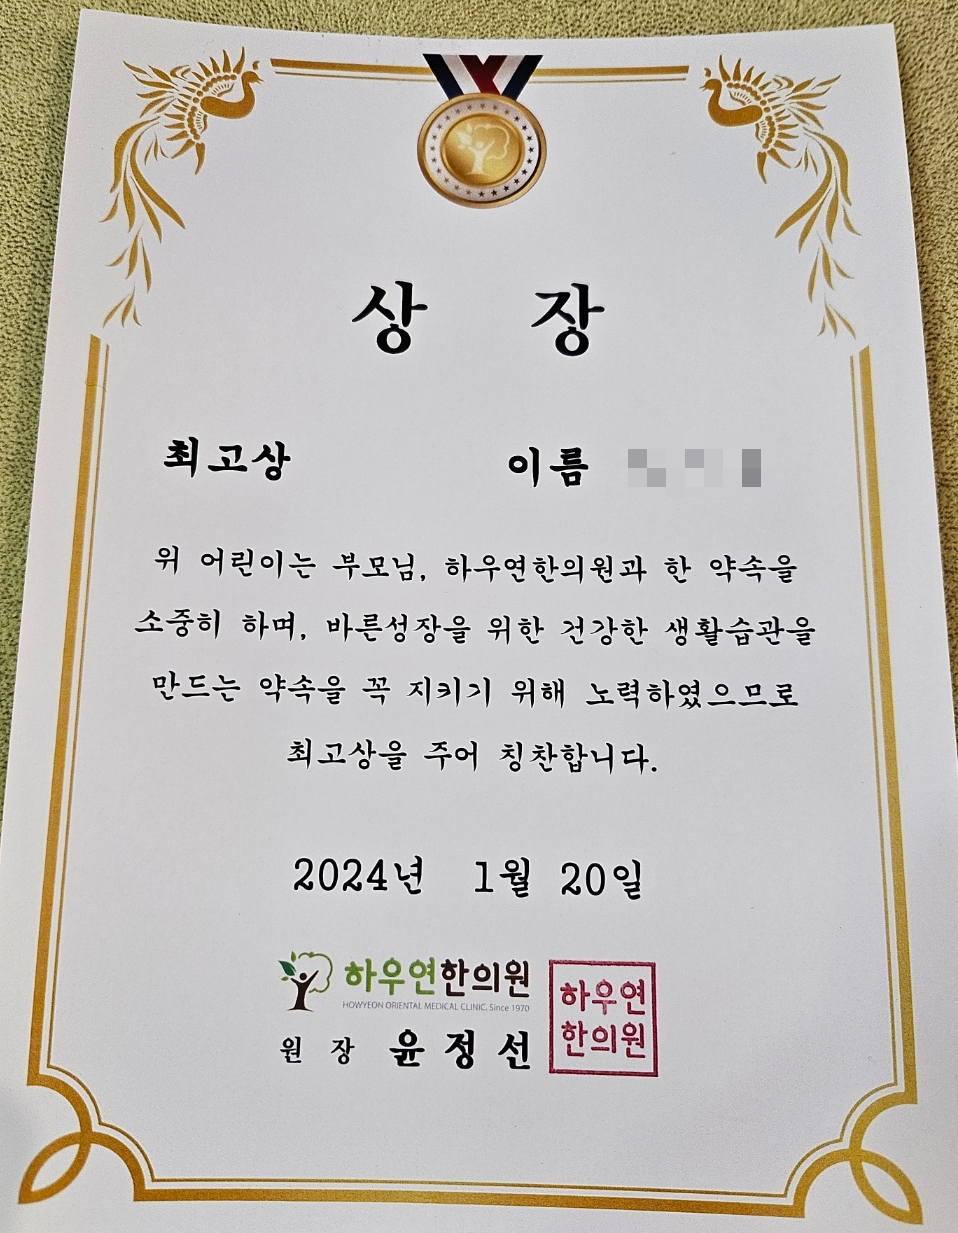 상 장
최고상 이름
위 어린이는 부모님, 하우연한의원과 한 약속을
소중히 하며, 바른성장을 위한 건강한 생활습관을
만드는 약속을 꼭 지키기 위해 노력하였으므로
최고상을 주어 칭찬합니다.
2024년 1월 20일
하우연한의원
HOWYEON ORIENTAL MEDICAL CLINIC, Since 1970
원 장 윤정선
하우연
한의원